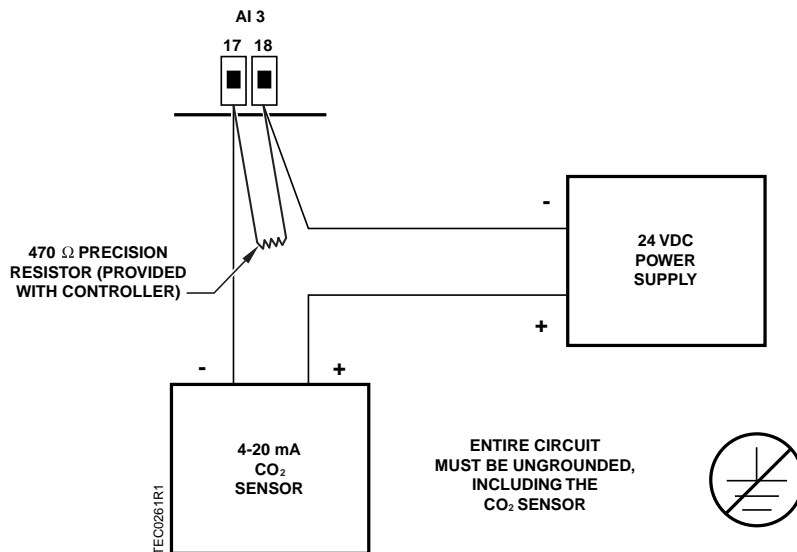 AI 3
17 18
-
470 Ω PRECISION
RESISTOR (PROVIDED
WITH CONTROLLER)
24 VDC
POWER
SUPPLY
+
- +
4-20 mA
CO₂
SENSOR
ENTIRE CIRCUIT
MUST BE UNGROUNDED,
INCLUDING THE
CO₂ SENSOR
TEC0261R1